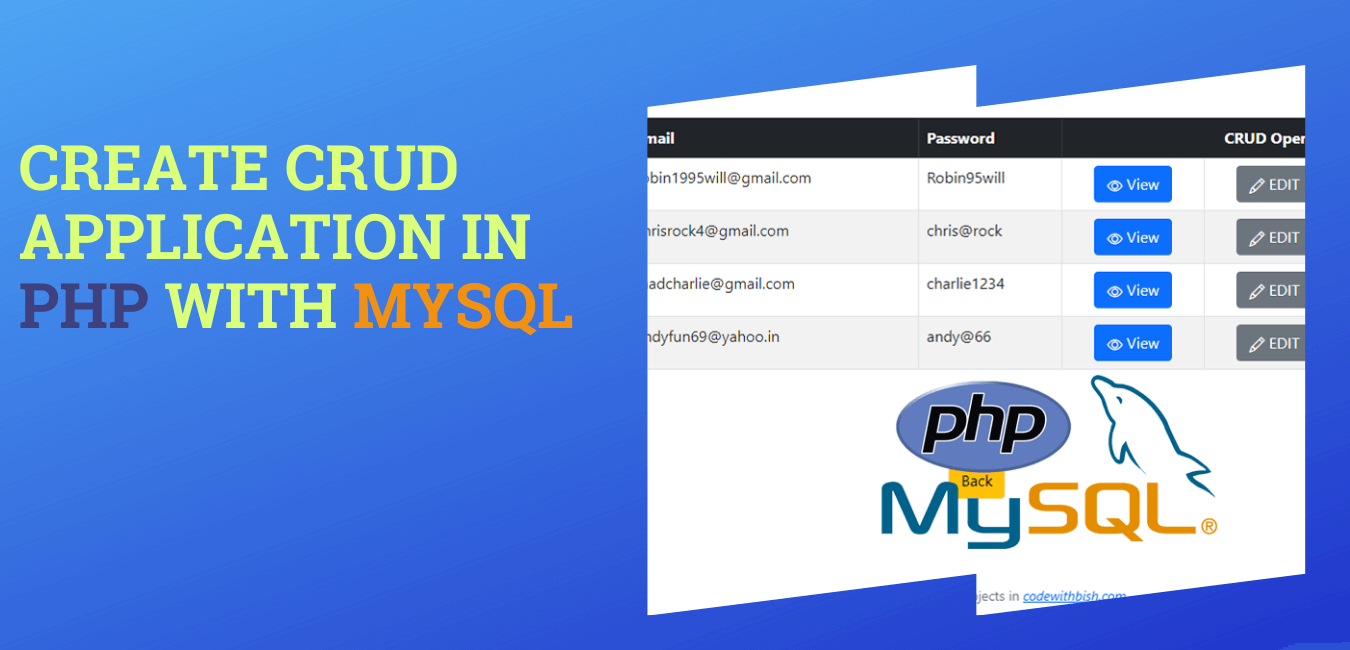 CREATE CRUD
APPLICATION IN
PHP WITH MYSQL
mail Password CRUD Oper
obin1995will@gmail.com Robin95will View EDIT
hrisrock4@gmail.com chris@rock View EDIT
adcharlie@gmail.com charlie1234 View EDIT
ndyfun69@yahoo.in andy@66 View EDIT
php
Back
MySQL®
jects in codewithbish.com